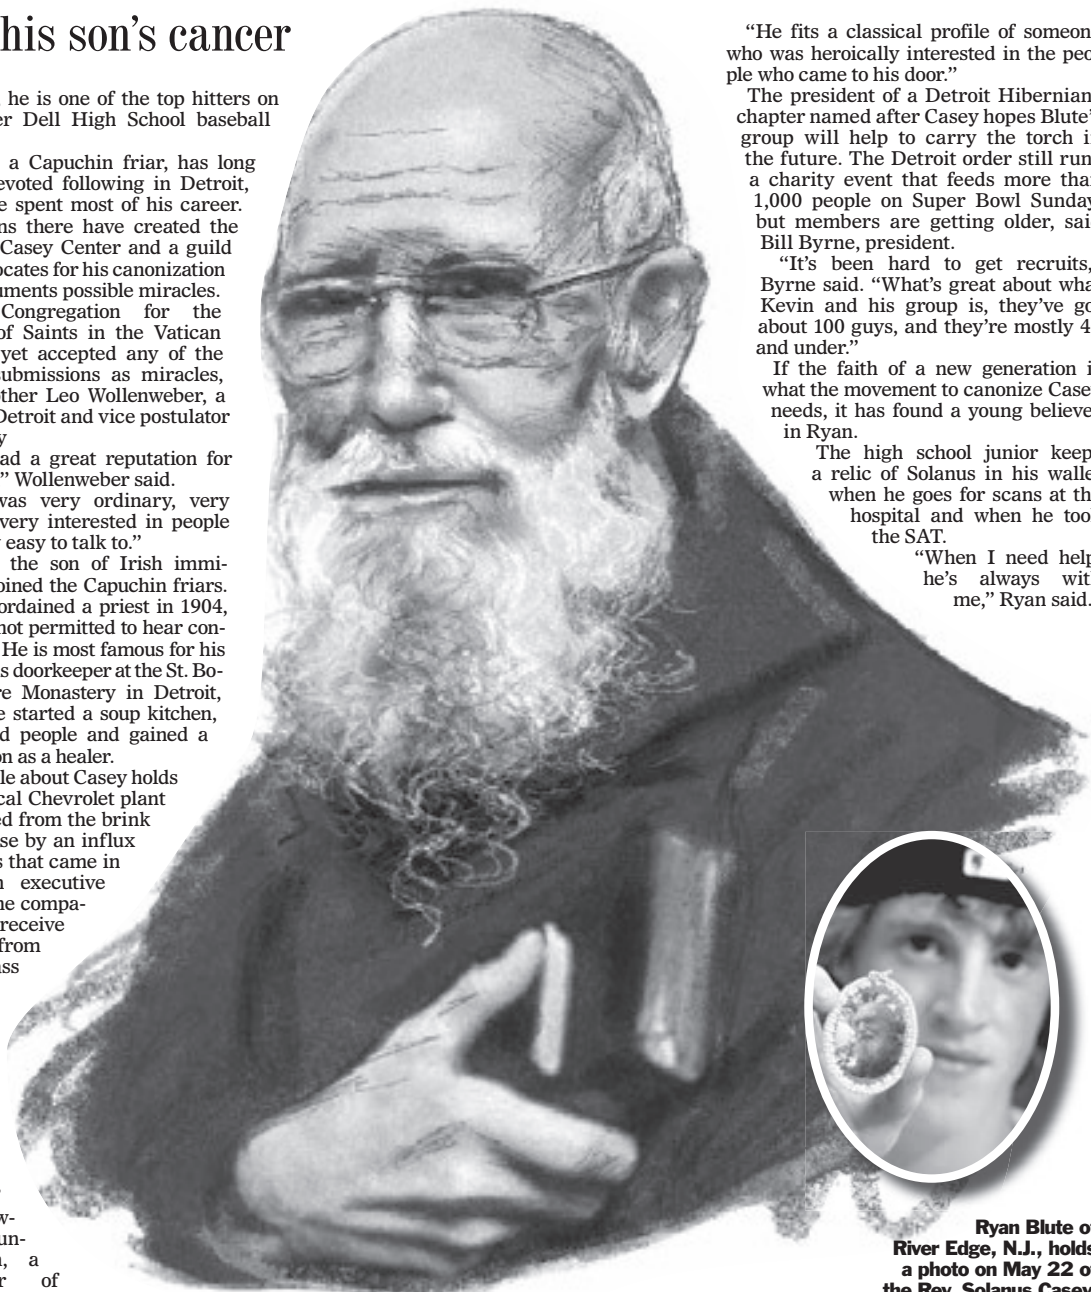 his son’s cancer
he is one of the top hitters on
er Dell High School baseball
a Capuchin friar, has long
evoted following in Detroit,
e spent most of his career.
ns there have created the
Casey Center and a guild
ocates for his canonization
uments possible miracles.
Congregation for the
of Saints in the Vatican
yet accepted any of the
submissions as miracles,
other Leo Wollenweber, a
Detroit and vice postulator
y
ad a great reputation for
” Wollenweber said.
was very ordinary, very
very interested in people
easy to talk to.”
the son of Irish immi-
oined the Capuchin friars.
ordained a priest in 1904,
not permitted to hear con-
He is most famous for his
s doorkeeper at the St. Bo-
re Monastery in Detroit,
e started a soup kitchen,
d people and gained a
on as a healer.
le about Casey holds
cal Chevrolet plant
ed from the brink
se by an influx
s that came in
n executive
he compa-
receive
from
ass
w-
un-
, a
r of
“He fits a classical profile of someon
who was heroically interested in the peo
ple who came to his door.”
The president of a Detroit Hibernian
chapter named after Casey hopes Blute’
group will help to carry the torch i
the future. The Detroit order still run
a charity event that feeds more tha
1,000 people on Super Bowl Sunday
but members are getting older, sai
Bill Byrne, president.
“It’s been hard to get recruits,
Byrne said. “What’s great about wha
Kevin and his group is, they’ve go
about 100 guys, and they’re mostly 4
and under.”
If the faith of a new generation i
what the movement to canonize Case
needs, it has found a young believe
in Ryan.
The high school junior keep
a relic of Solanus in his walle
when he goes for scans at th
hospital and when he too
the SAT.
“When I need help
he’s always wit
me,” Ryan said.
Ryan Blute o
River Edge, N.J., holds
a photo on May 22 o
the Rev. Solanus Casey